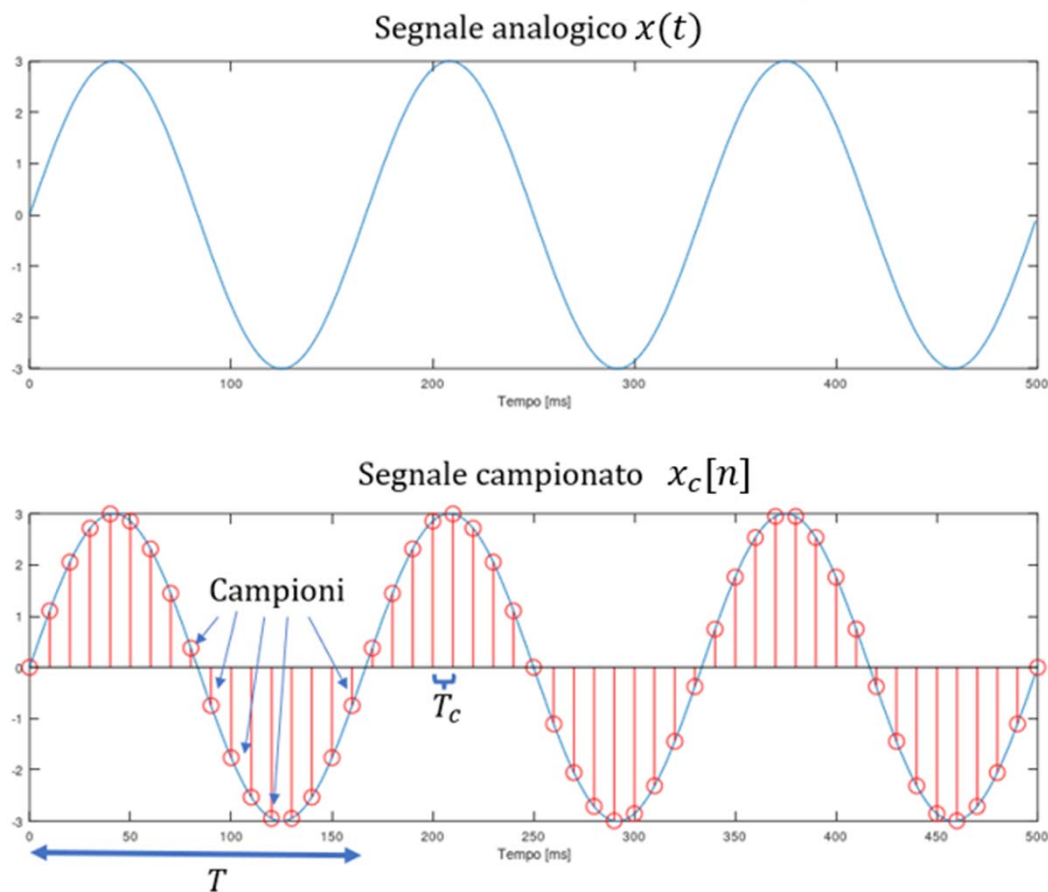 Segnale analogico x(t)
3
2
1
0
-1
-2
-3
0 100 200 300 400 500
Tempo [ms]
Segnale campionato x_c[n]
3
2
1
0
-1
-2
-3
Campioni
T_c
0 50 100 150 200 250 300 350 400 450 500
Tempo [ms]
T